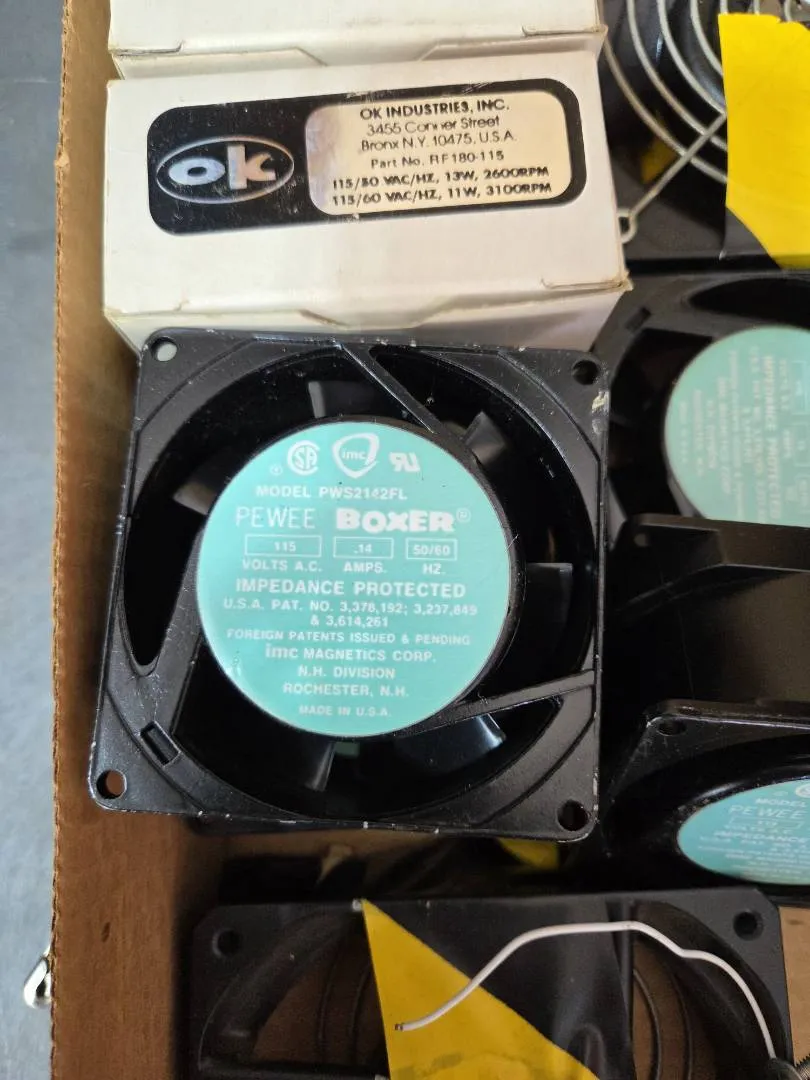 ok
OK INDUSTRIES, INC.
3455 Conner Street
Bronx N.Y. 10475, U.S.A.
Part No. RF180-115
115/50 VAC/HZ, 13W, 2600RPM
115/60 VAC/HZ, 11W, 3100RPM
imc
MODEL PWS2142FL
PEWEE BOXER®
115 .14 50/60
VOLTS A.C. AMPS. HZ.
IMPEDANCE PROTECTED
U.S.A. PAT. NO. 3,378,192; 3,237,849
& 3,614,261
FOREIGN PATENTS ISSUED & PENDING
imc MAGNETICS CORP.
N.H. DIVISION
ROCHESTER, N.H.
MADE IN U.S.A.
IMPEDANCE PROTECTED
MODEL
PEWEE